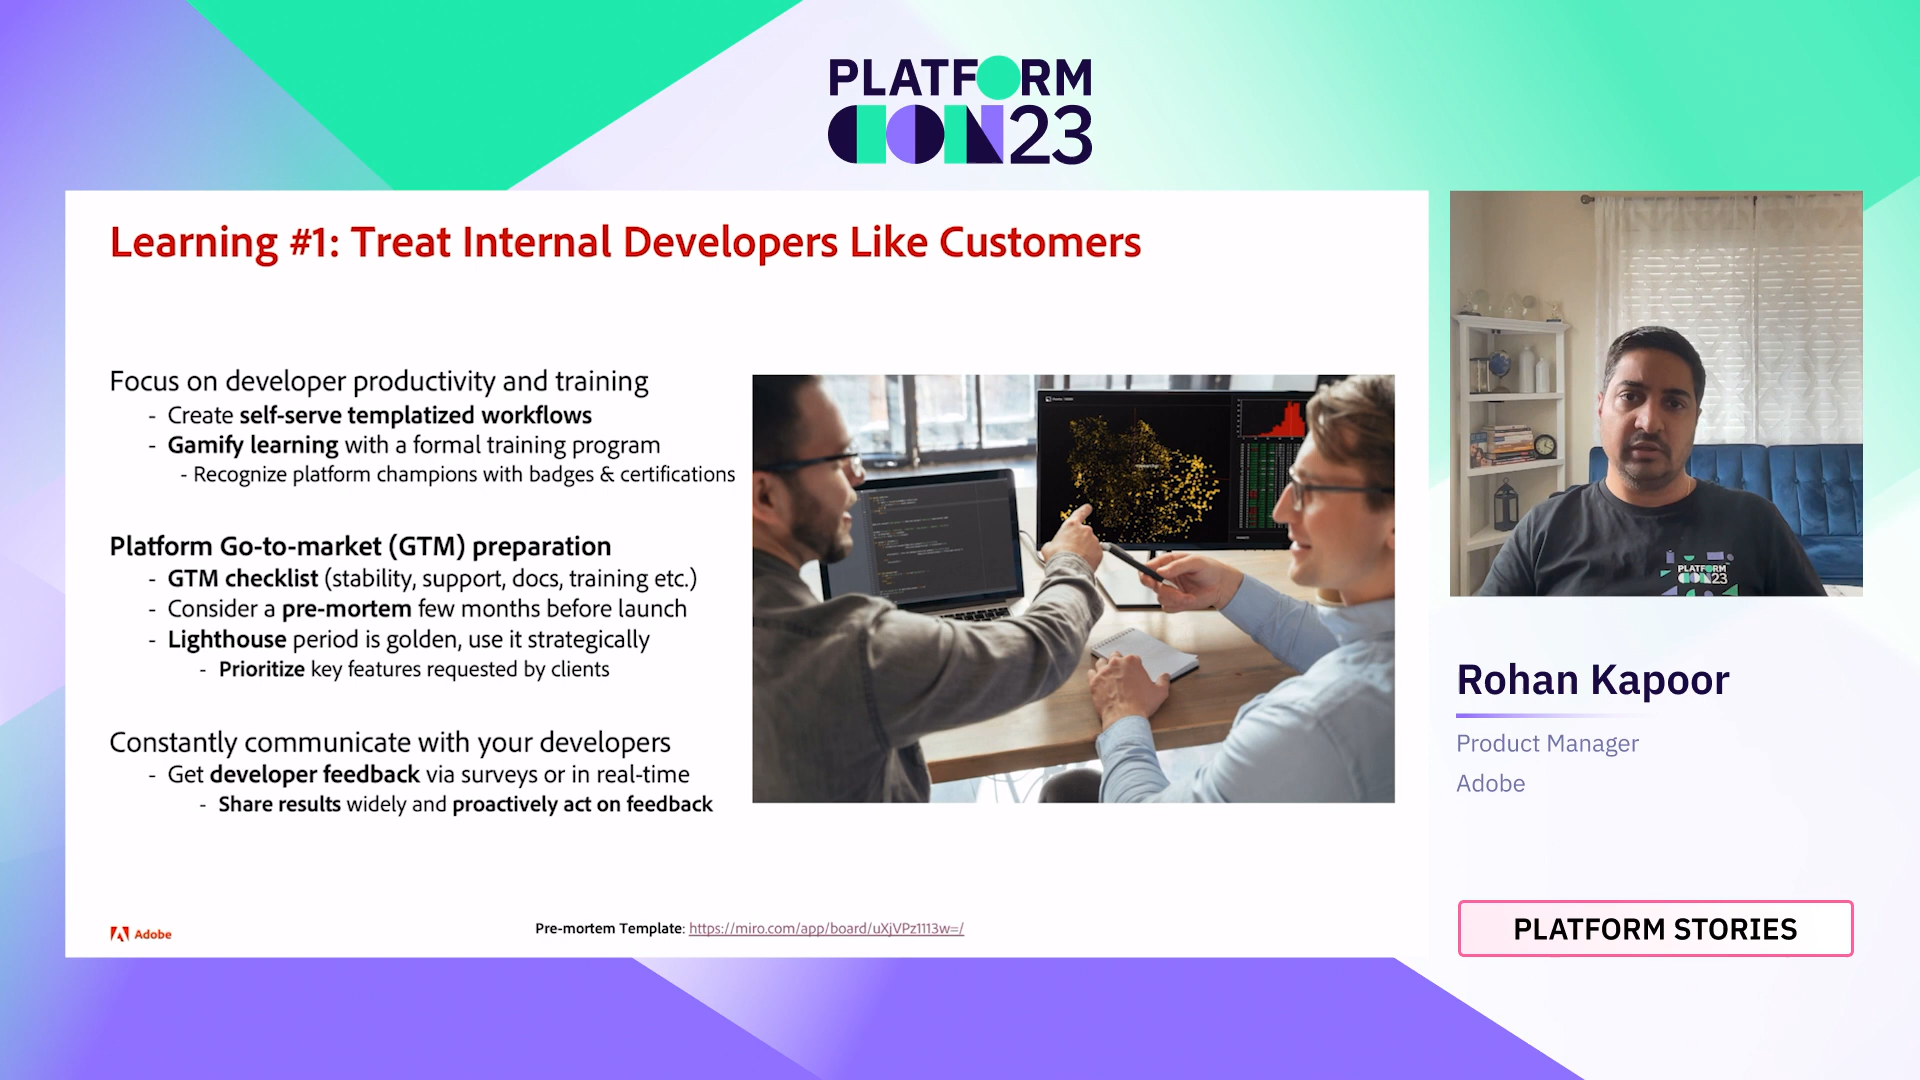 PLATFORM
CON23
Learning #1: Treat Internal Developers Like Customers
Focus on developer productivity and training
- Create self-serve templatized workflows
- Gamify learning with a formal training program
- Recognize platform champions with badges & certifications
Platform Go-to-market (GTM) preparation
- GTM checklist (stability, support, docs, training etc.)
- Consider a pre-mortem few months before launch
- Lighthouse period is golden, use it strategically
- Prioritize key features requested by clients
Constantly communicate with your developers
- Get developer feedback via surveys or in real-time
- Share results widely and proactively act on feedback
Adobe
Pre-mortem Template: https://miro.com/app/board/uXjVPz1113w=/
PLATFORM
CON23
Rohan Kapoor
Product Manager
Adobe
PLATFORM STORIES